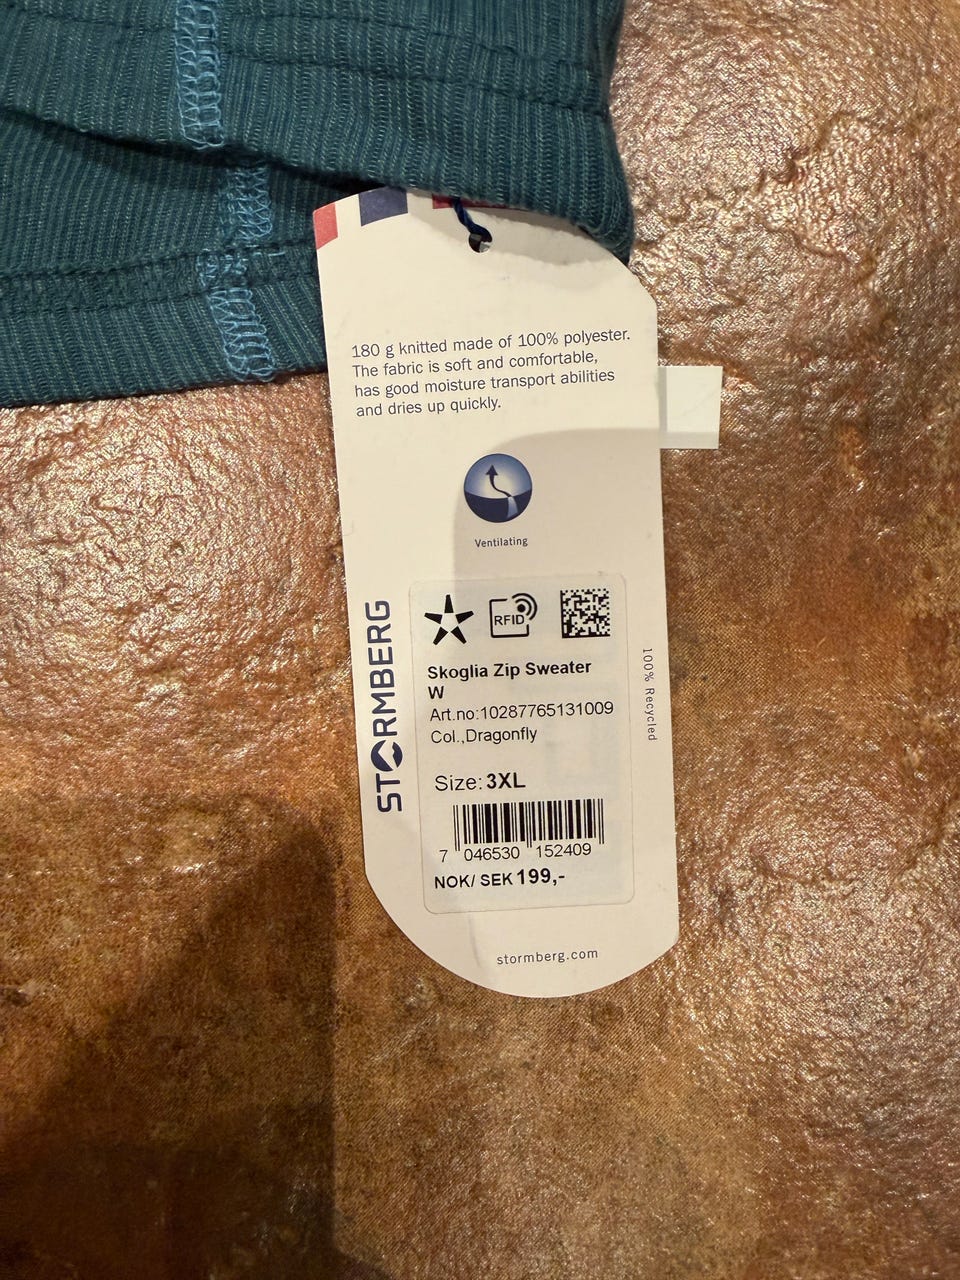 180 g knitted made of 100% polyester.
The fabric is soft and comfortable,
has good moisture transport abilities
and dries up quickly.
Ventilating
STORMBERG
RFID
Skoglia Zip Sweater
W
Art.no:10287765131009
Col.,Dragonfly
Size: 3XL
7 046530 152409
NOK/ SEK 199,-
100% Recycled
stormberg.com